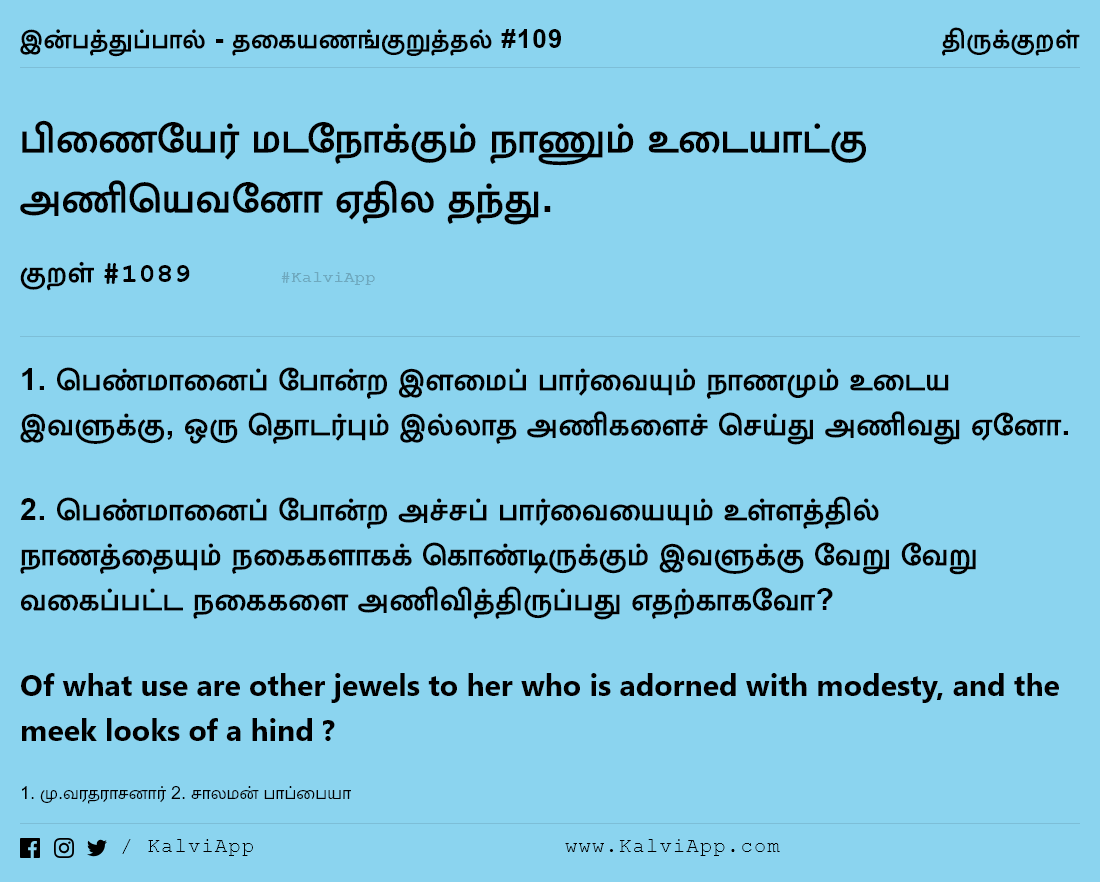 இன்பத்துப்பால் - தகையணங்குறுத்தல் #109 திருக்குறள்
பிணையேர் மடநோக்கும் நாணும் உடையாட்கு
அணியெவனோ ஏதில தந்து.
குறள் #1089 #KalviApp
1. பெண்மானைப் போன்ற இளமைப் பார்வையும் நாணமும் உடைய
இவளுக்கு, ஒரு தொடர்பும் இல்லாத அணிகளைச் செய்து அணிவது ஏனோ.
2. பெண்மானைப் போன்ற அச்சப் பார்வையையும் உள்ளத்தில்
நாணத்தையும் நகைகளாகக் கொண்டிருக்கும் இவளுக்கு வேறு வேறு
வகைப்பட்ட நகைகளை அணிவித்திருப்பது எதற்காகவோ?
Of what use are other jewels to her who is adorned with modesty, and the
meek looks of a hind ?
1. மு.வரதராசனார் 2. சாலமன் பாப்பையா
/ KalviApp www.KalviApp.com